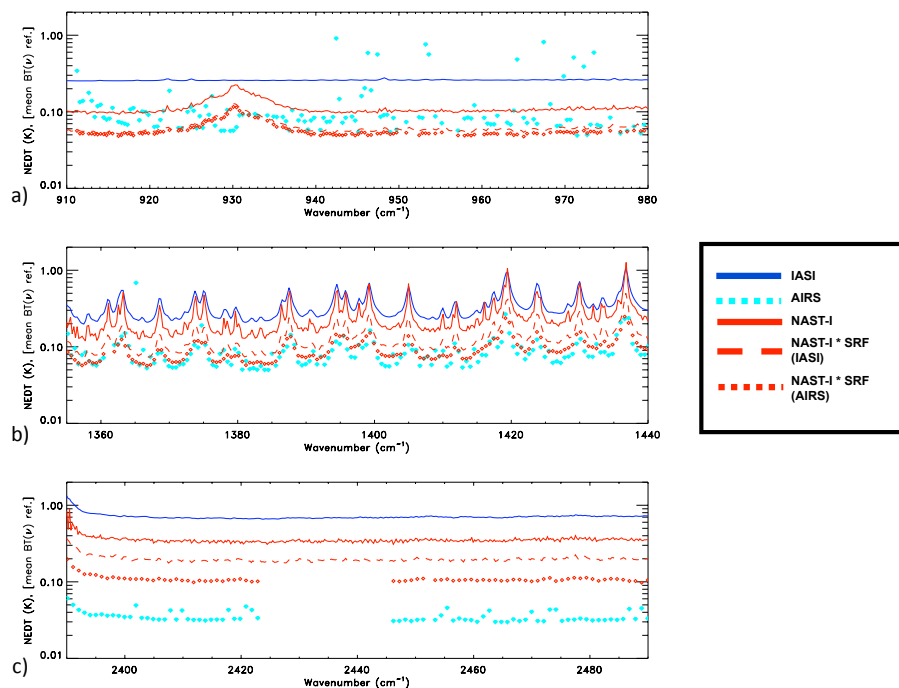 NEDT (K), [mean BT(ν) ref.]
1.00
0.10
0.01
910 920 930 940 950 960 970 980
Wavenumber (cm⁻¹)
a)
NEDT (K), [mean BT(ν) ref.]
1.00
0.10
0.01
1360 1380 1400 1420 1440
Wavenumber (cm⁻¹)
b)
NEDT (K), [mean BT(ν) ref.]
1.00
0.10
0.01
2400 2420 2440 2460 2480
Wavenumber (cm⁻¹)
c)
IASI
AIRS
NAST-I
NAST-I * SRF
(IASI)
NAST-I * SRF
(AIRS)